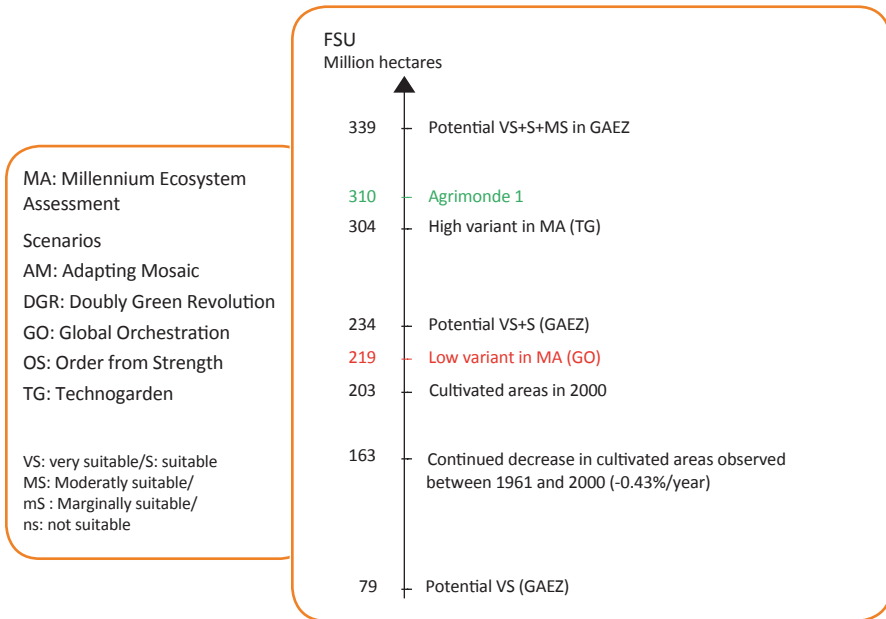 MA: Millennium Ecosystem
Assessment
Scenarios
AM: Adapting Mosaic
DGR: Doubly Green Revolution
GO: Global Orchestration
OS: Order from Strength
TG: Technogarden
VS: very suitable/S: suitable
MS: Moderatly suitable/
mS : Marginally suitable/
ns: not suitable
FSU
Million hectares
339 Potential VS+S+MS in GAEZ
310 Agrimonde 1
304 High variant in MA (TG)
234 Potential VS+S (GAEZ)
219 Low variant in MA (GO)
203 Cultivated areas in 2000
163 Continued decrease in cultivated areas observed
between 1961 and 2000 (-0.43%/year)
79 Potential VS (GAEZ)